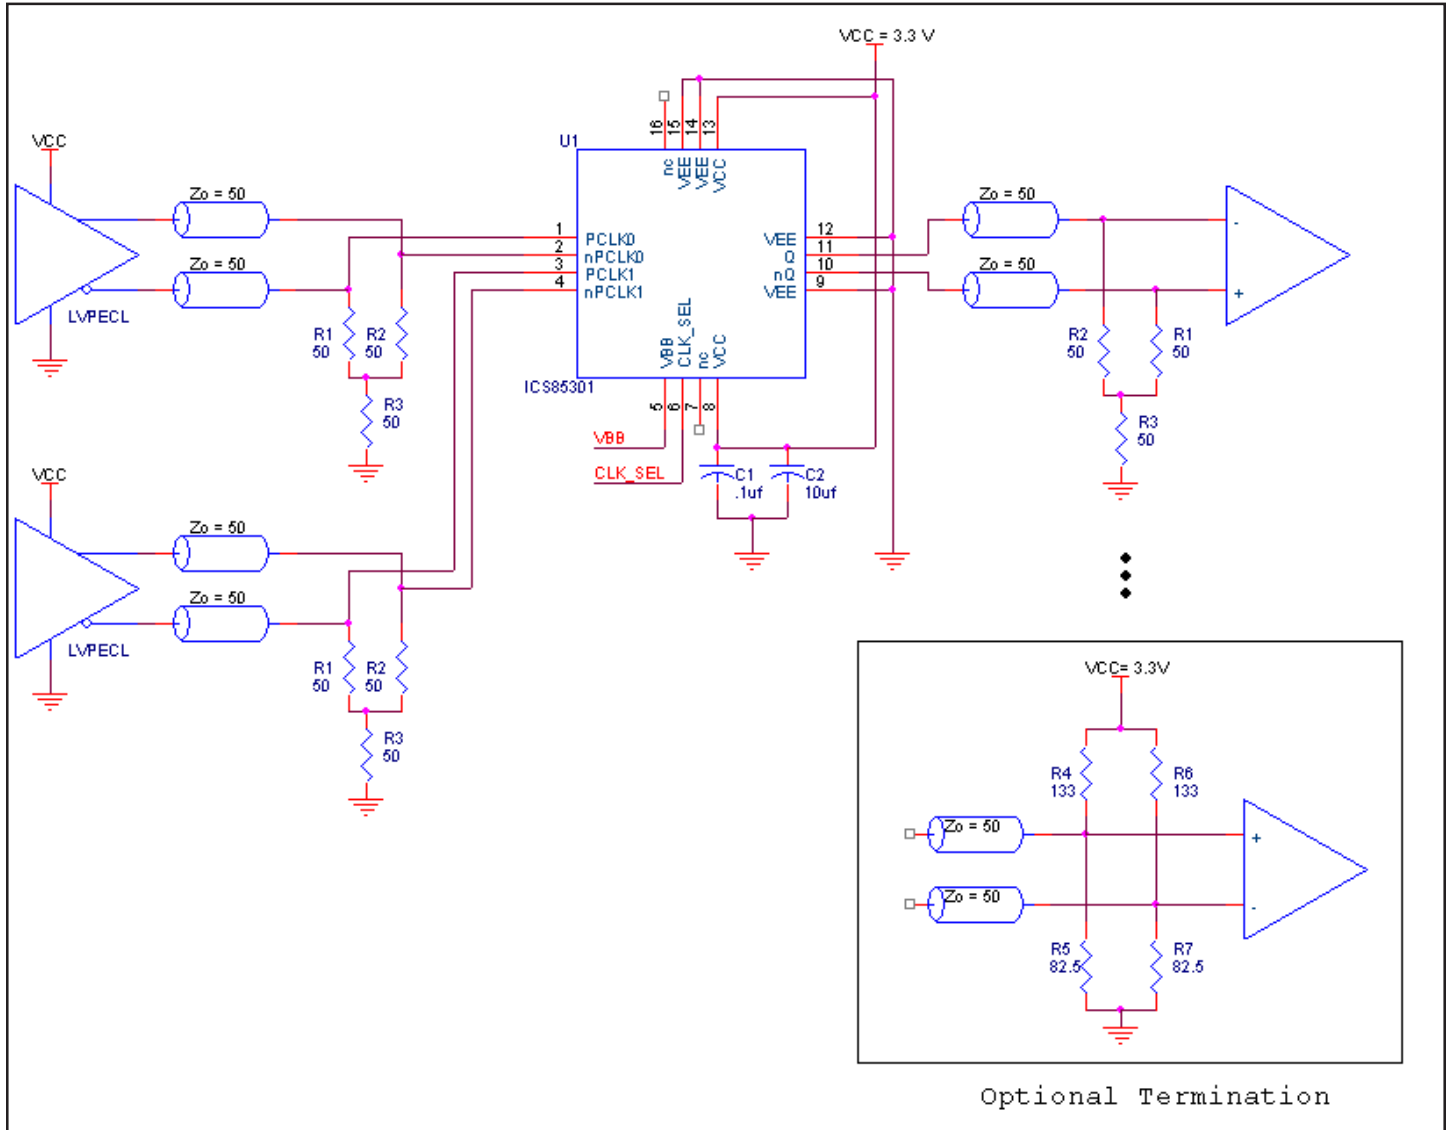 VCC = 3.3 V
VCC
Zo = 50
Zo = 50
LVPECL
R1
50
R2
50
R3
50
VCC
Zo = 50
Zo = 50
LVPECL
R1
50
R2
50
R3
50
U1
16
15
14
13
nc
VEE
VEE
VCC
1
2
3
4
PCLK0
nPCLK0
PCLK1
nPCLK1
VEE
Q
nQ
VEE
12
11
10
9
VBB
CLK_SEL
nc
VCC
ICS85301
5
6
7
8
VBB
CLK_SEL
C1
.1uf
C2
10uf
Zo = 50
Zo = 50
-
+
R2
50
R1
50
R3
50
VCC= 3.3V
R4
133
R6
133
Zo = 50
Zo = 50
+
-
R5
82.5
R7
82.5
Optional Termination